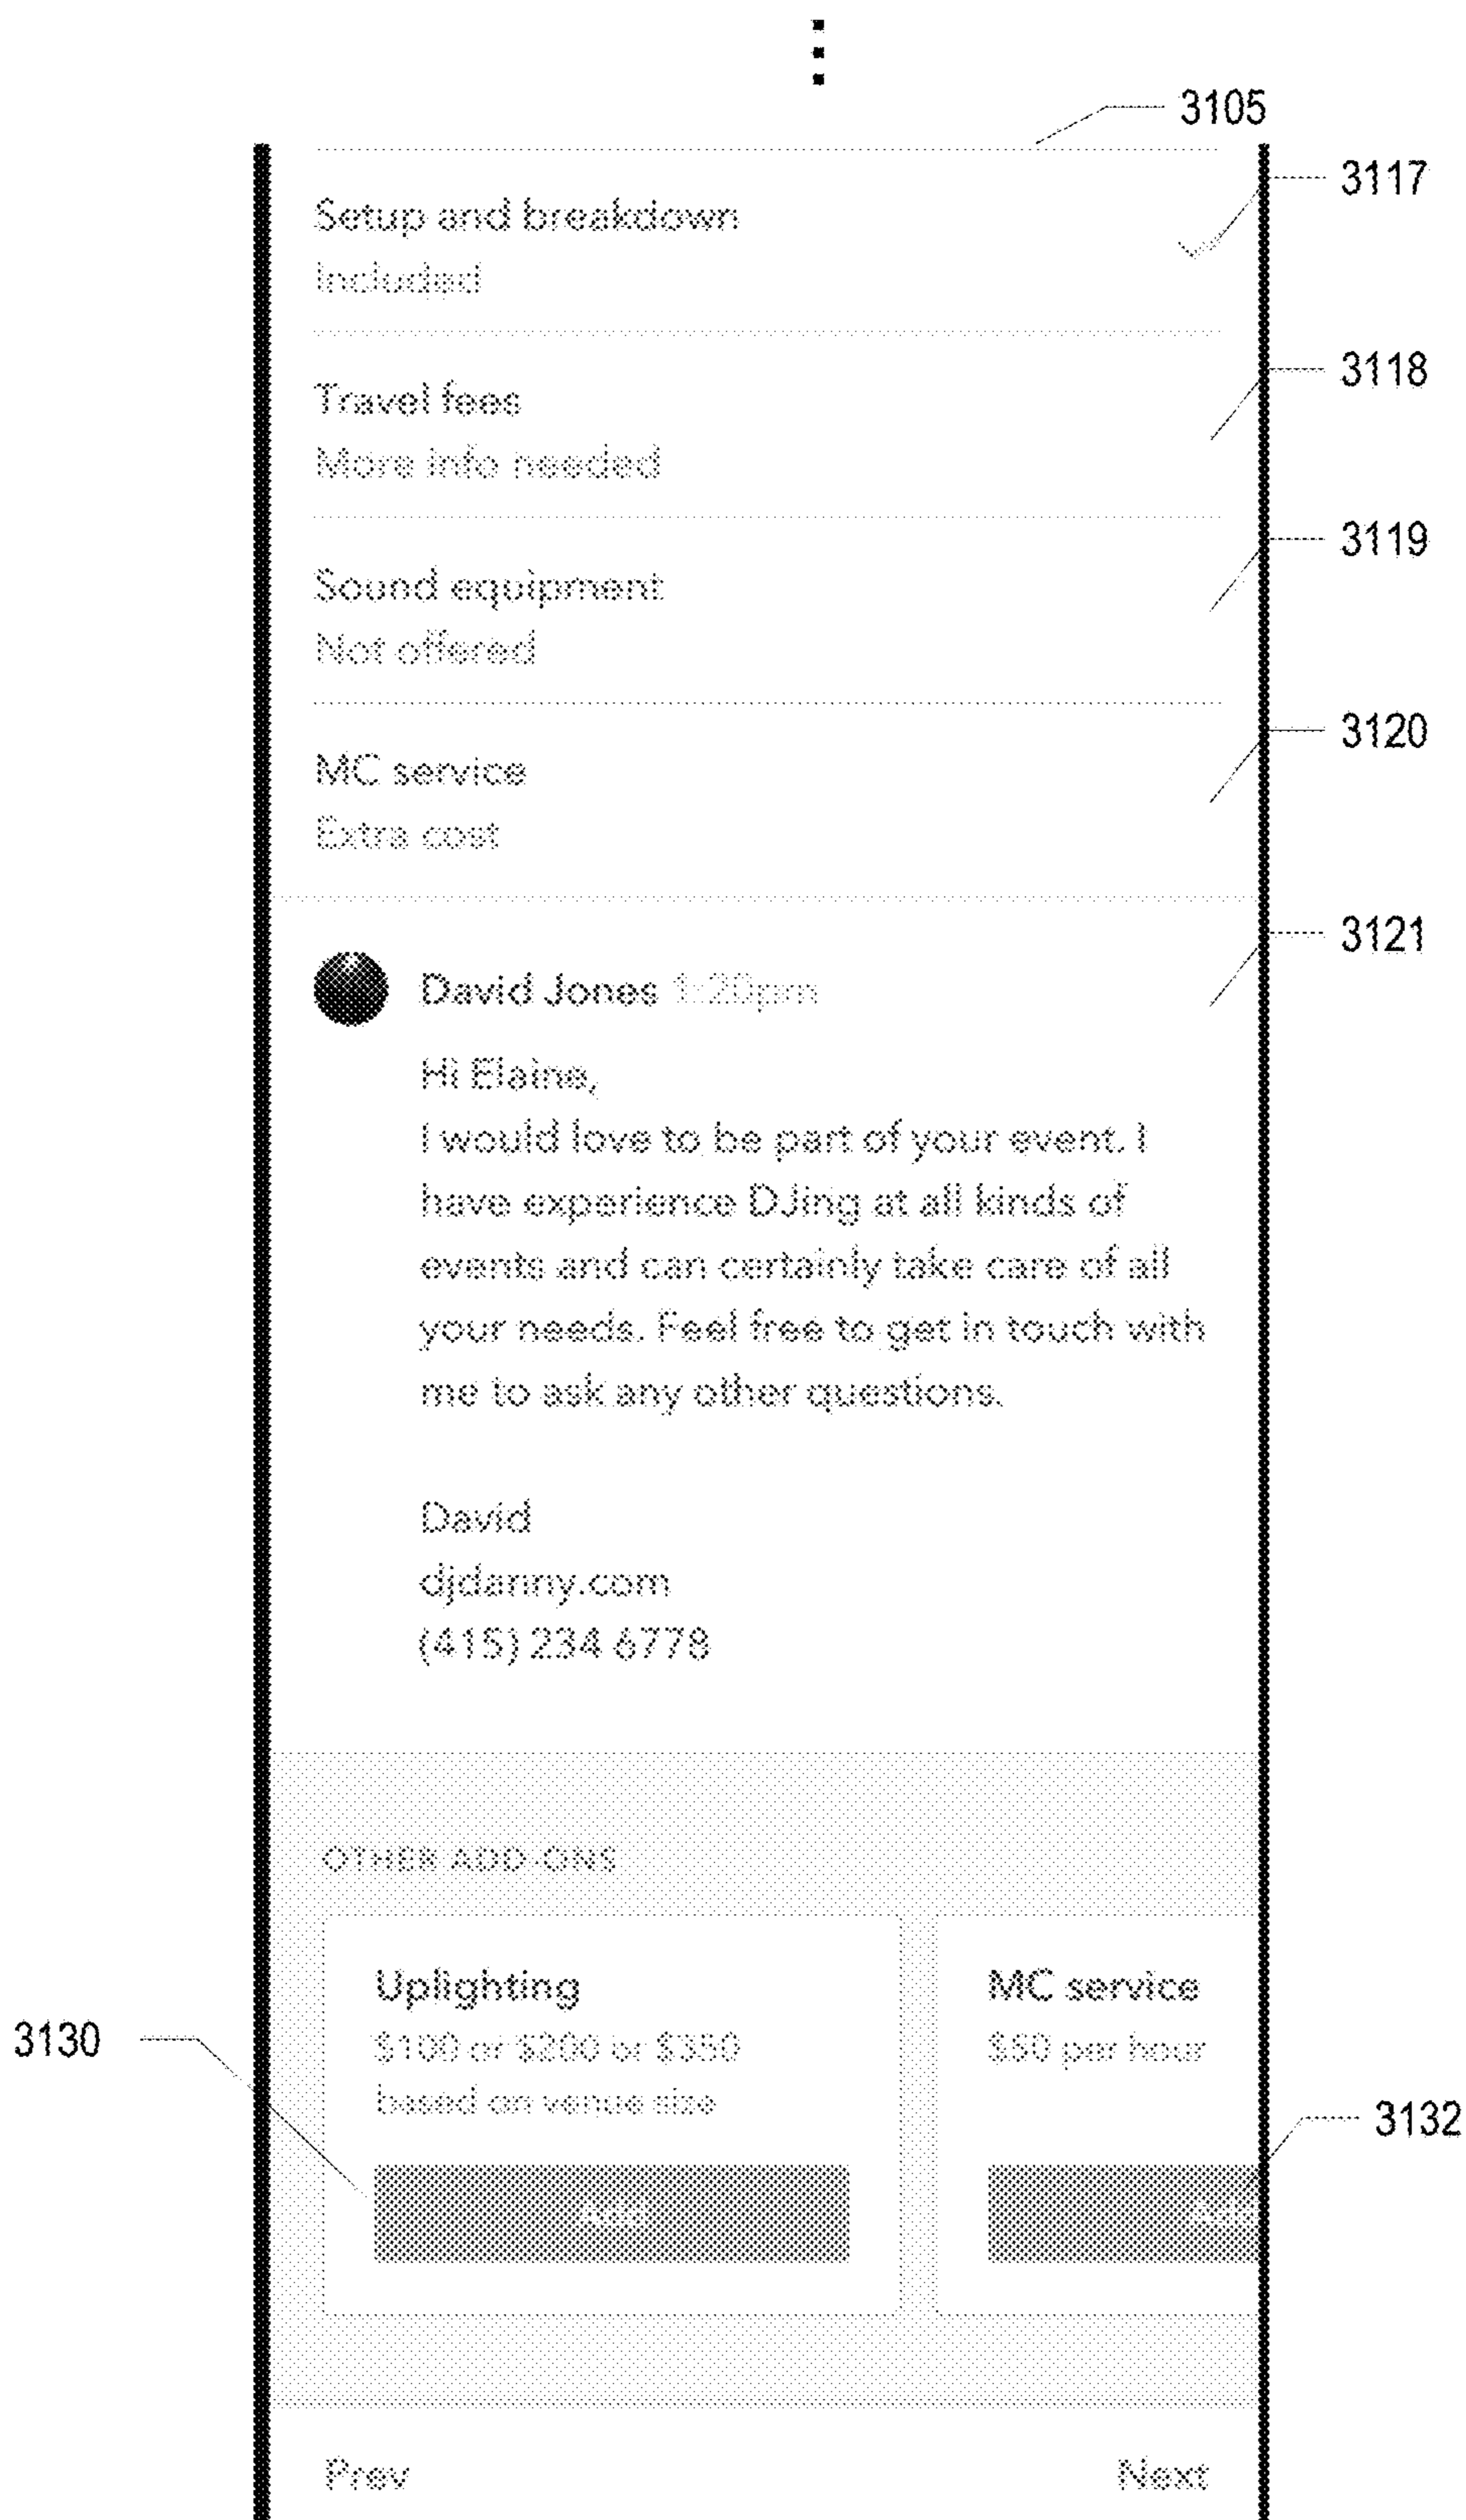 3105
3117
Setup and breakdown
Included
3118
Travel fees
More info needed
3119
Sound equipment
Not offered
3120
MC service
Extra cost
3121
David Jones 1:20pm
Hi Elaine,
I would love to be part of your event. I
have experience DJing at all kinds of
events and can certainly take care of all
your needs. Feel free to get in touch with
me to ask any other questions.
David
djdanny.com
(415) 234 6778
OTHER ADD-ONS
Uplighting
$100 or $200 or $350
based on venue size
Add
3130
MC service
$50 per hour
Add
3132
Prev
Next